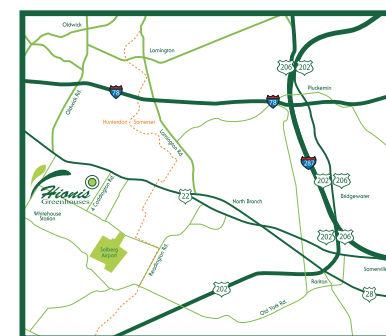 Oldwick
Lamington
206 202
78
Pluckemin
78
Oldwick Rd.
Hunterdon Somerset
Lamington Rd.
287
Hionis
Greenhouses
4 Coddington Rd.
22
202 206
Bridgewater
North Branch
Whitehouse
Station
202 206
Solberg
Airport
Readington Rd.
Somerville
Raritan
202
28
Old York Rd.